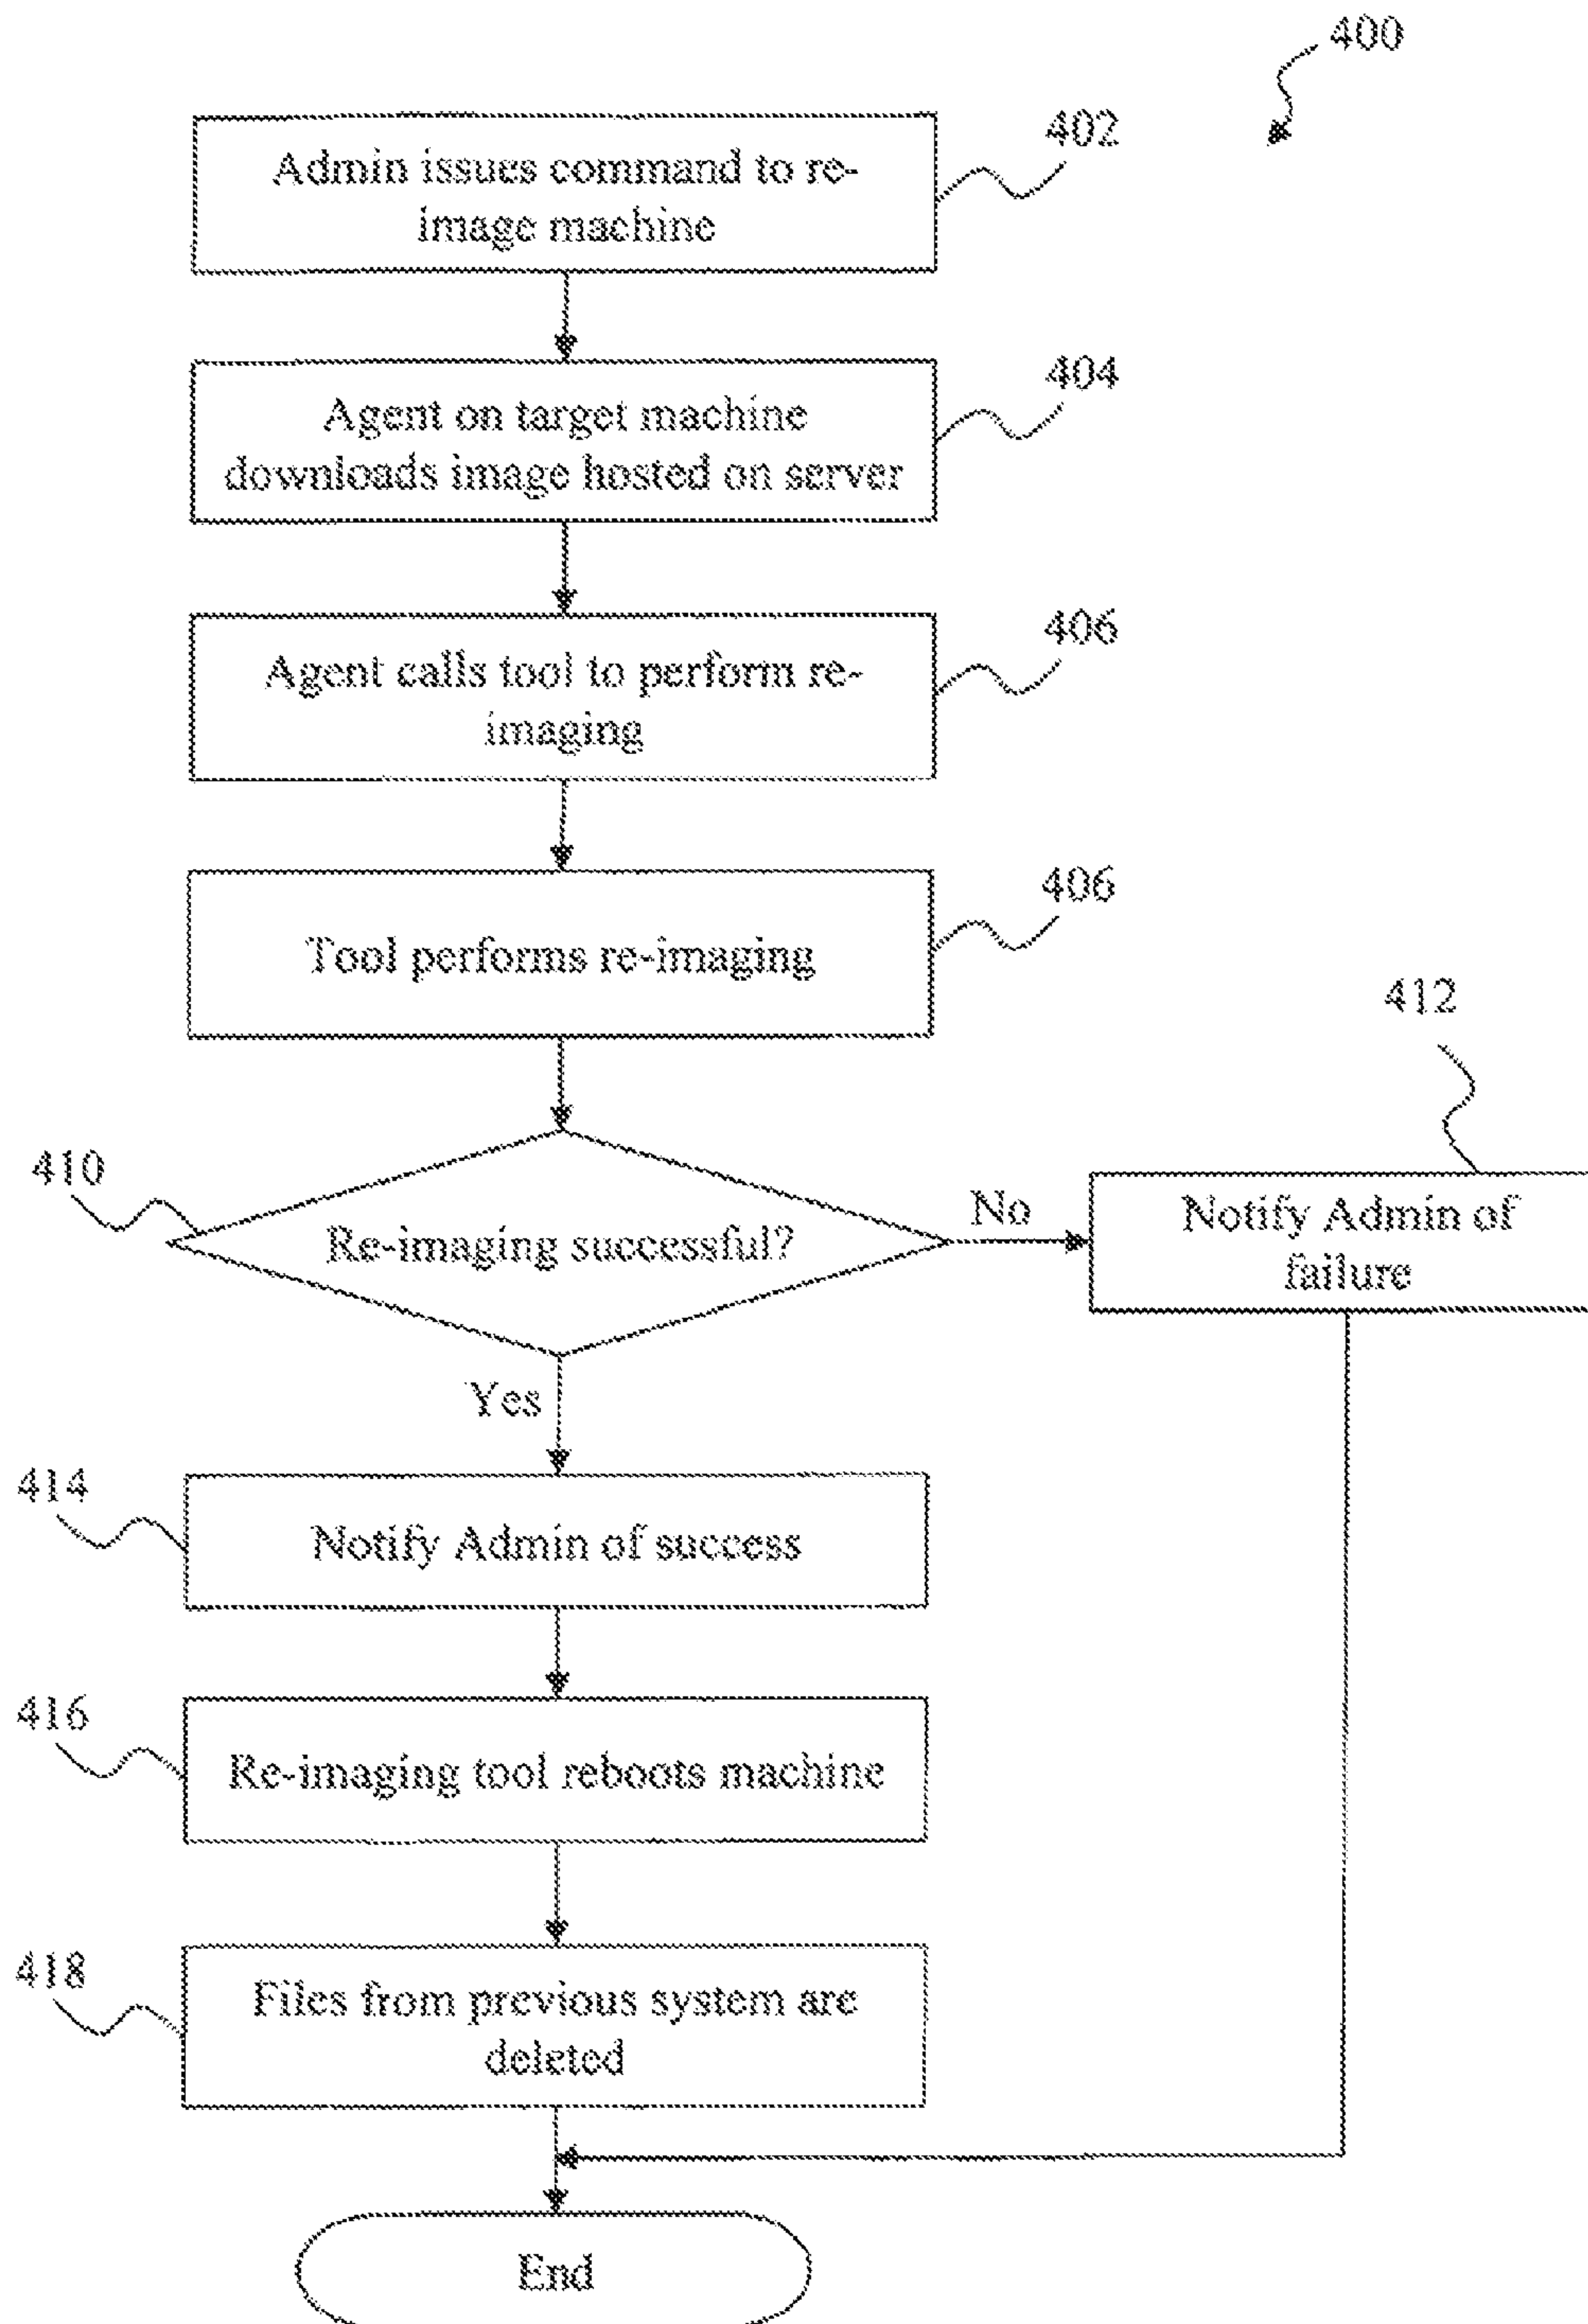 400
402
Admin issues command to re-
image machine
404
Agent on target machine
downloads image hosted on server
406
Agent calls tool to perform re-
imaging
406
Tool performs re-imaging
412
410
Re-imaging successful?
No
Notify Admin of
failure
Yes
414
Notify Admin of success
416
Re-imaging tool reboots machine
418
Files from previous system are
deleted
End